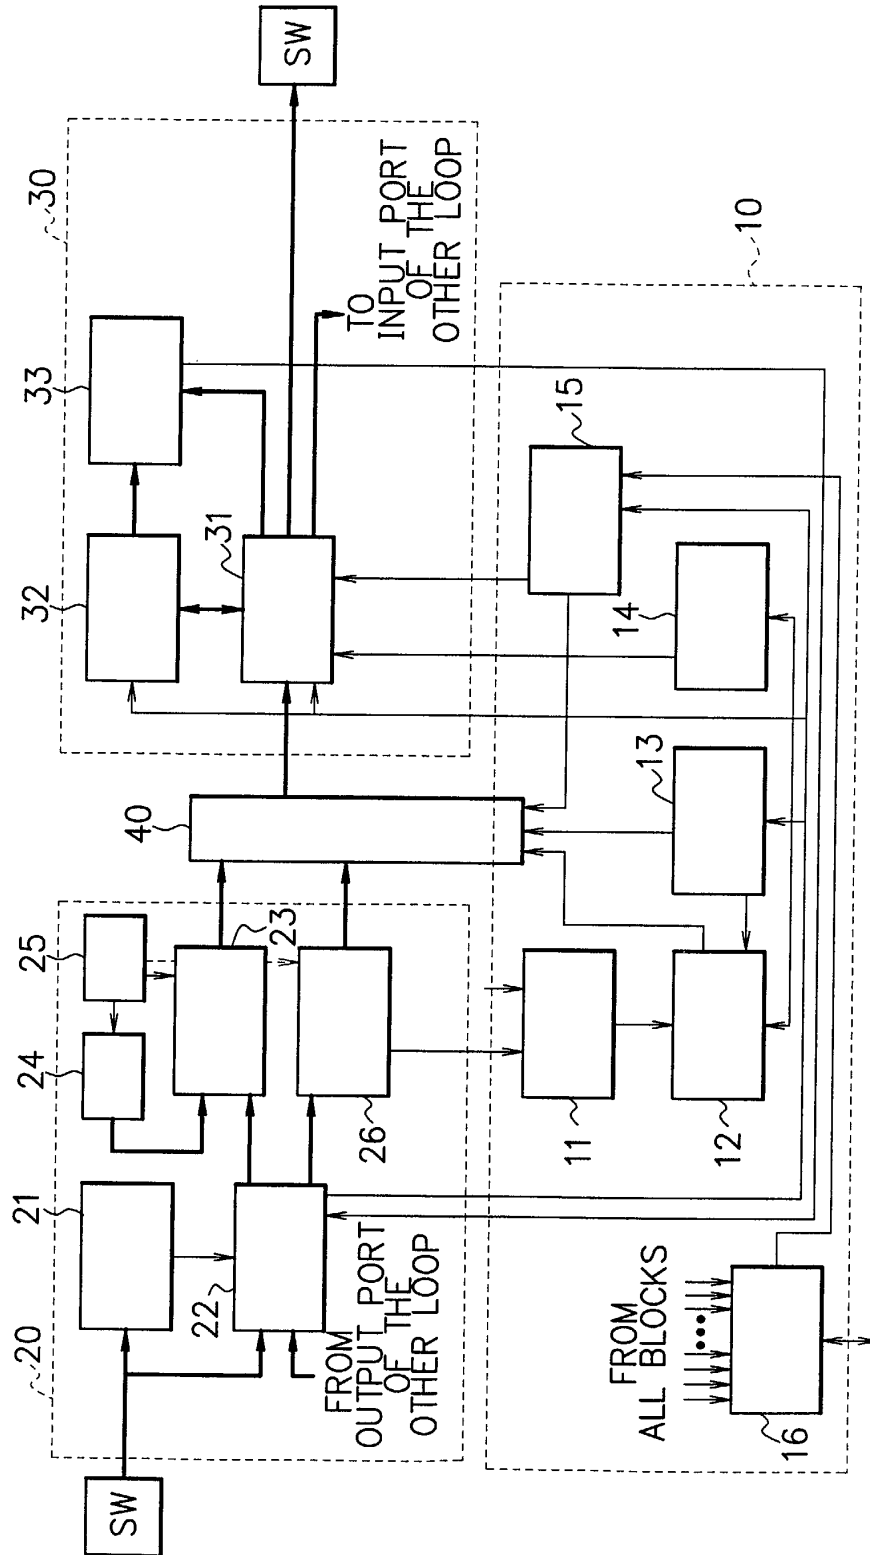 SW
20
21
22
24
25
23
26
FROM
OUTPUT PORT
OF THE
OTHER LOOP
40
30
32
33
31
TO
INPUT PORT
OF THE
OTHER LOOP
SW
10
11
12
13
14
15
FROM
ALL BLOCKS
16